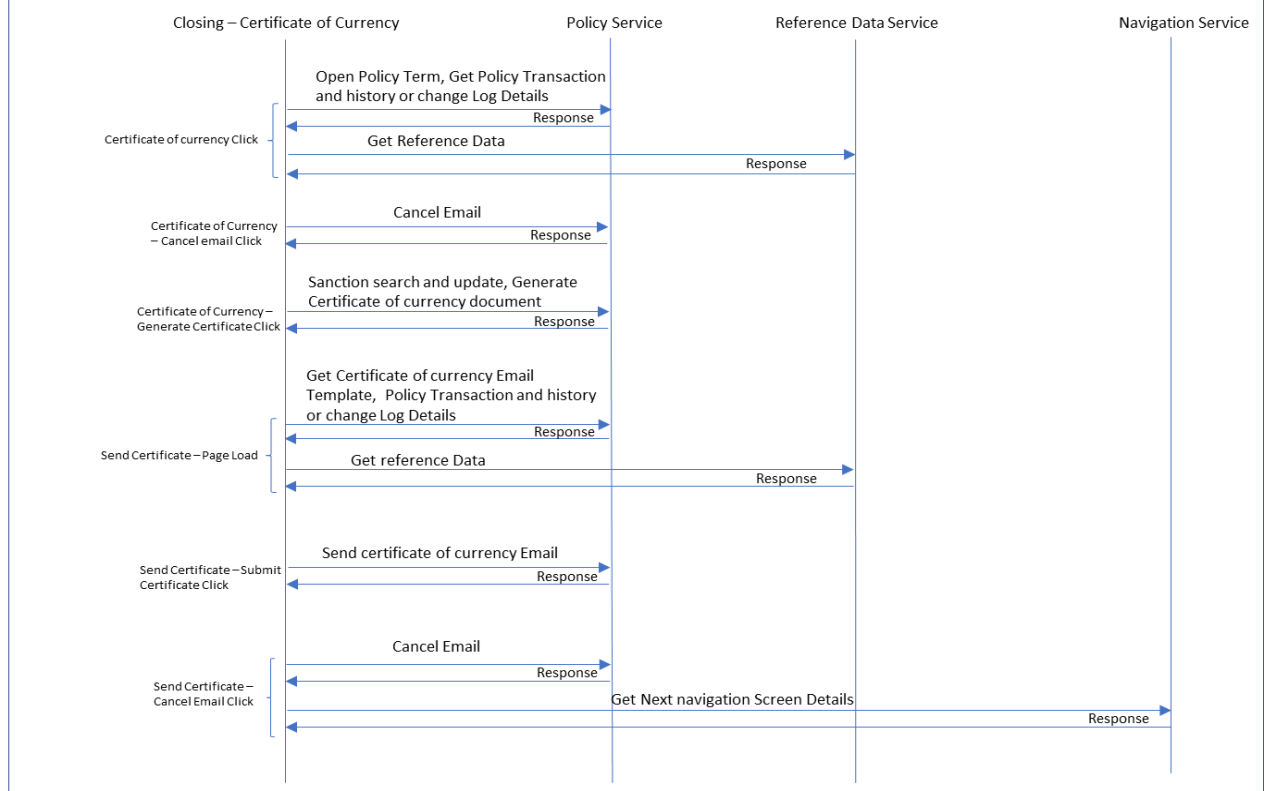 Closing – Certificate of Currency
Policy Service
Reference Data Service
Navigation Service
Open Policy Term, Get Policy Transaction
and history or change Log Details
Response
Certificate of currency Click
Get Reference Data
Response
Cancel Email
Certificate of Currency
– Cancel email Click
Response
Sanction search and update, Generate
Certificate of currency document
Certificate of Currency –
Generate Certificate Click
Response
Get Certificate of currency Email
Template, Policy Transaction and history
or change Log Details
Response
Send Certificate – Page Load
Get reference Data
Response
Send certificate of currency Email
Send Certificate – Submit
Certificate Click
Response
Cancel Email
Response
Send Certificate –
Cancel Email Click
Get Next navigation Screen Details
Response